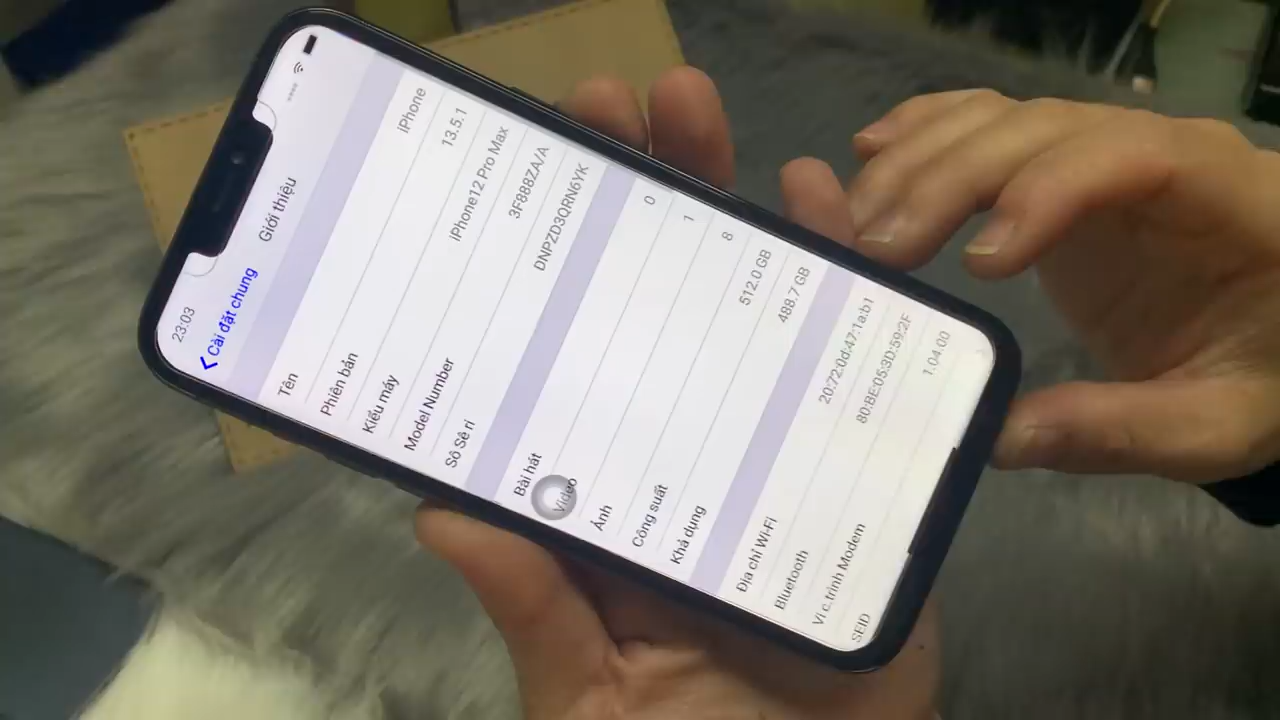 23:03
Cài đặt chung Giới thiệu
Tên iPhone
Phiên bản 13.5.1
Kiểu máy iPhone12 Pro Max
Model Number 3F888ZA/A
Số Sê ri DNPZD3QRN6YK
Bài hát 0
Video 1
Ảnh 8
Công suất 512.0 GB
Khả dụng 488.7 GB
Địa chỉ Wi-Fi 20:72:0d:47:1a:b1
Bluetooth 80:BE:05:3D:59:2F
Vi c.trình Modem 1.04.00
SEID